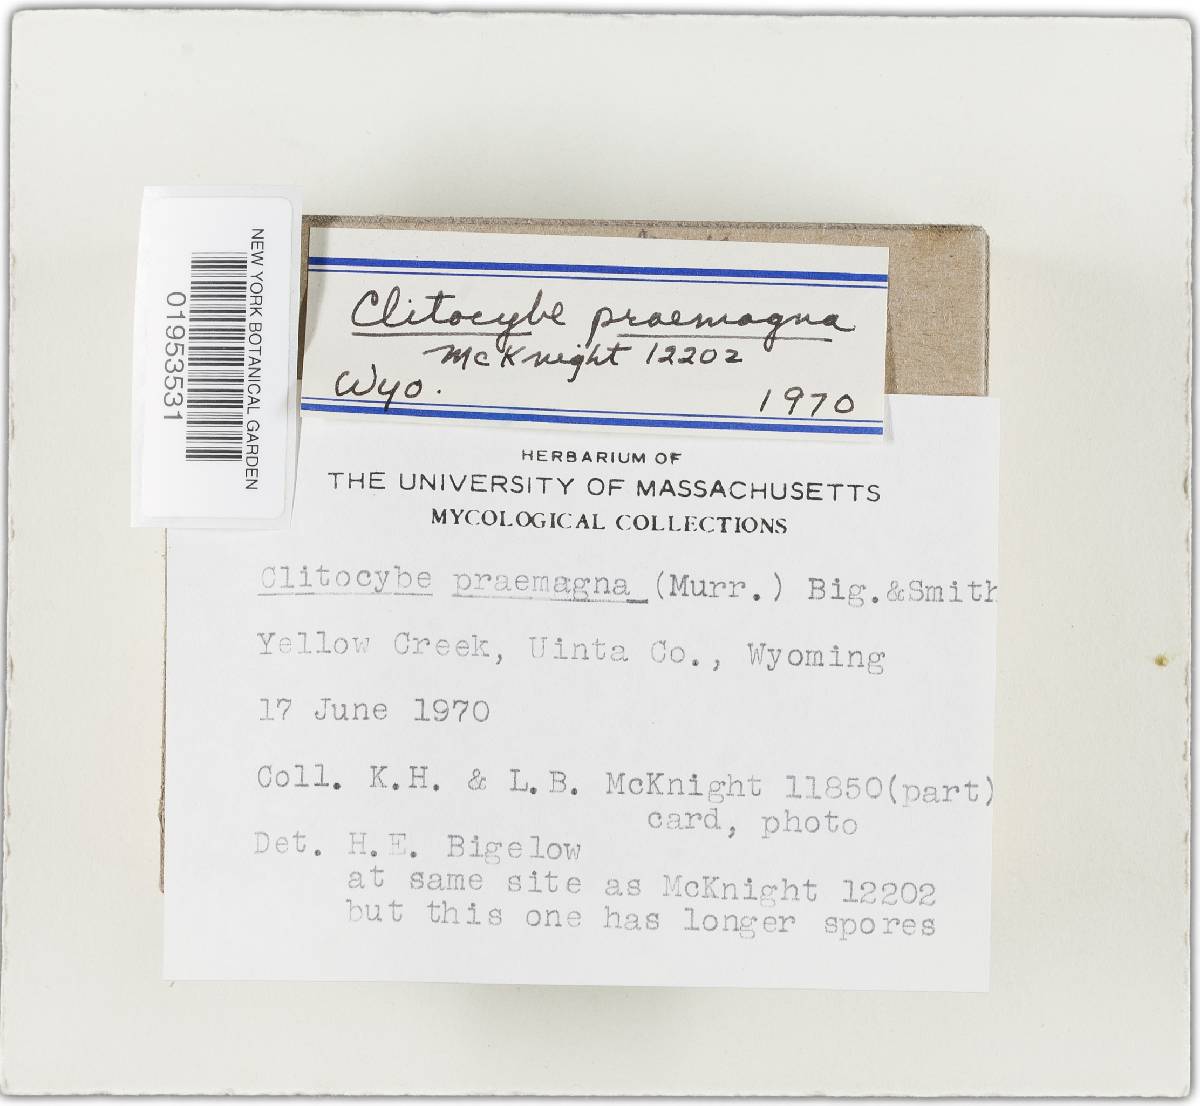 NEW YORK BOTANICAL GARDEN
01953531
Clitocybe praemagna
McKnight 12202
Wyo. 1970
HERBARIUM OF
THE UNIVERSITY OF MASSACHUSETTS
MYCOLOGICAL COLLECTIONS
Clitocybe praemagna (Murr.) Big.&Smith
Yellow Creek, Uinta Co., Wyoming
17 June 1970
Coll. K.H. & L.B. McKnight 11850(part)
card, photo
Det. H.E. Bigelow
at same site as McKnight 12202
but this one has longer spores